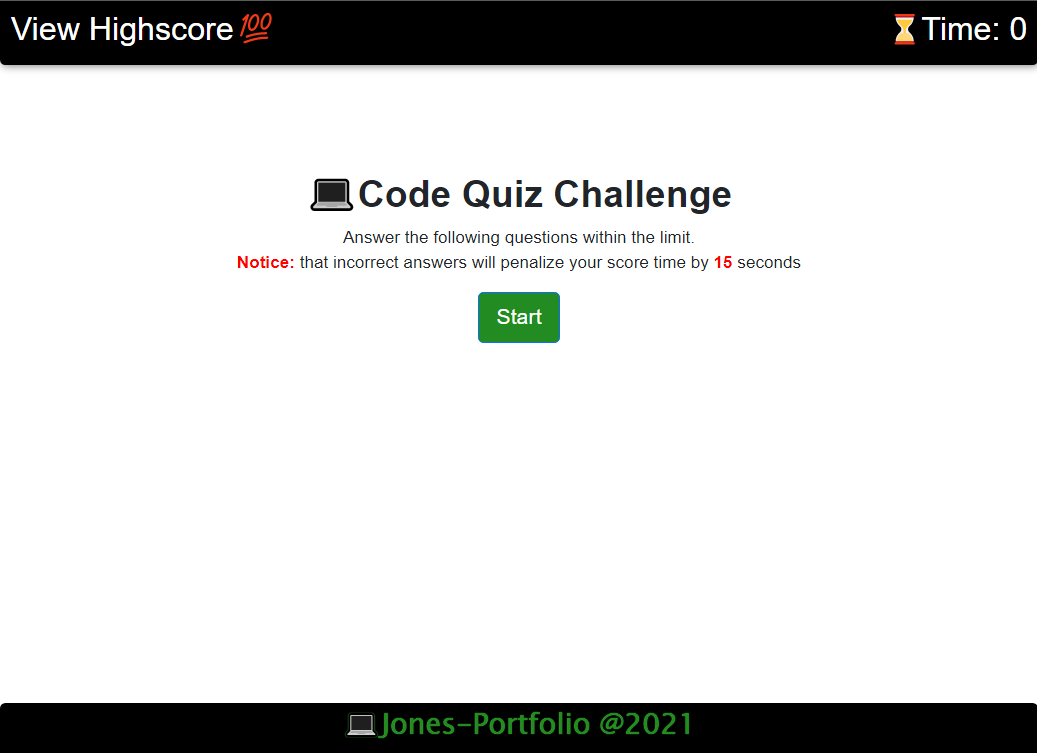 View Highscore💯
⏳Time: 0
💻Code Quiz Challenge
Answer the following questions within the limit.
Notice: that incorrect answers will penalize your score time by 15 seconds
Start
💻Jones-Portfolio @2021